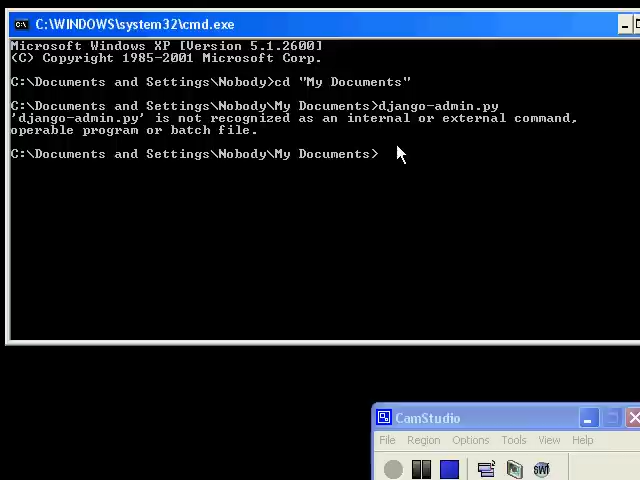 C:\WINDOWS\system32\cmd.exe
Microsoft Windows XP [Version 5.1.2600]
(C) Copyright 1985-2001 Microsoft Corp.
C:\Documents and Settings\Nobody>cd "My Documents"
C:\Documents and Settings\Nobody\My Documents>django-admin.py
'django-admin.py' is not recognized as an internal or external command,
operable program or batch file.
C:\Documents and Settings\Nobody\My Documents>
CamStudio
File Region Options Tools View Help
SWF